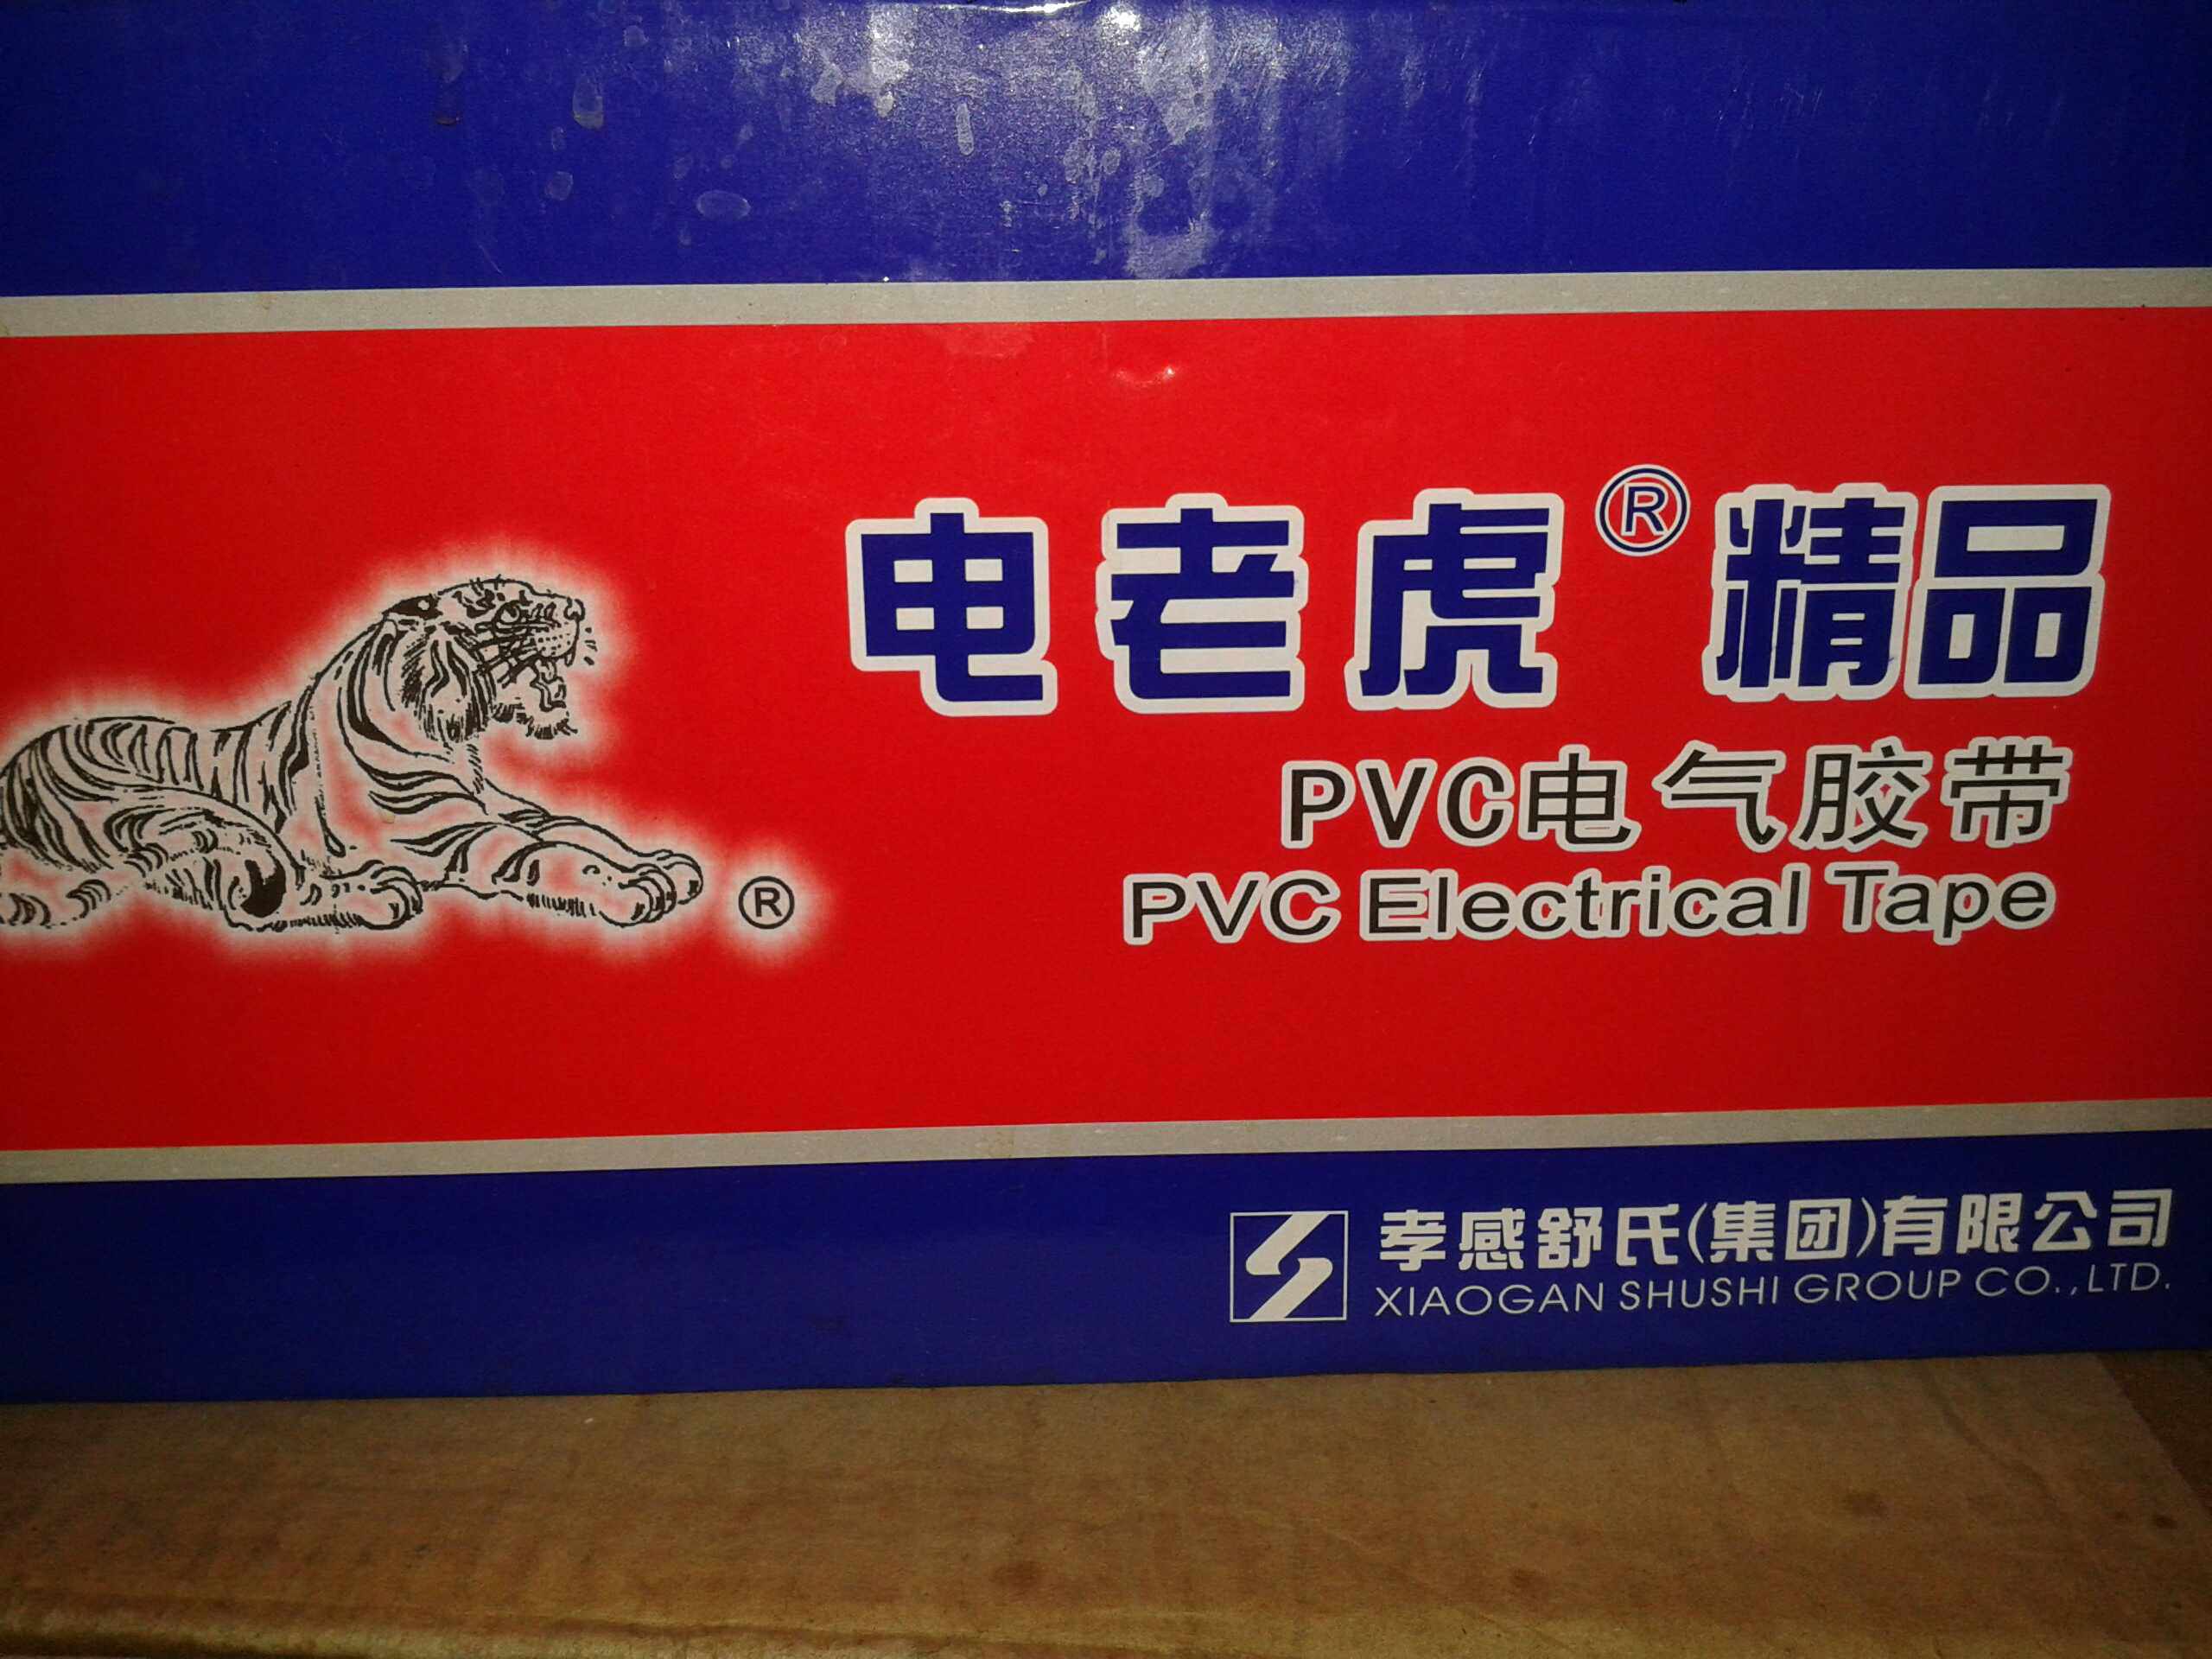 电老虎®精品
PVC电气胶带
PVC Electrical Tape
®
孝感舒氏(集团)有限公司
XIAOGAN SHUSHI GROUP CO.,LTD.